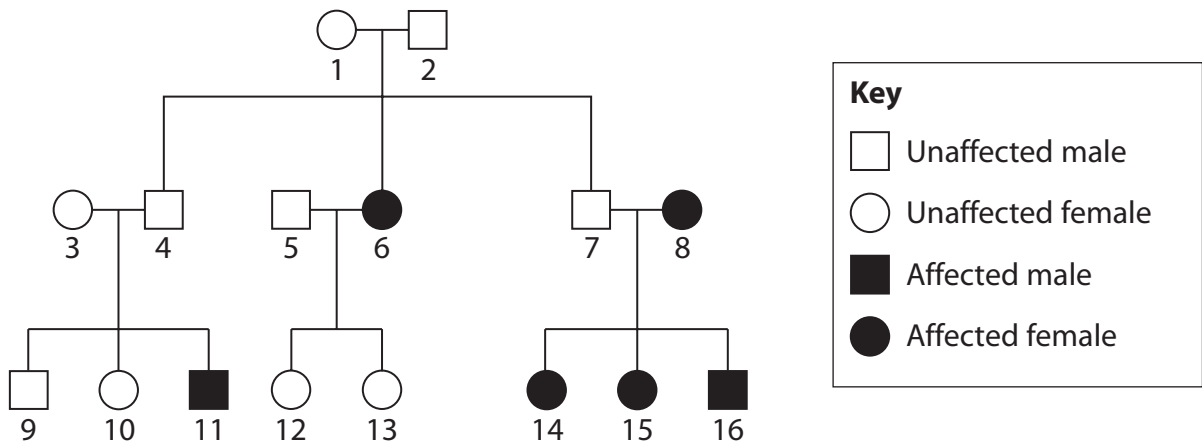 1 2
Key
Unaffected male
Unaffected female
Affected male
Affected female
3 4 5 6 7 8
9 10 11 12 13 14 15 16